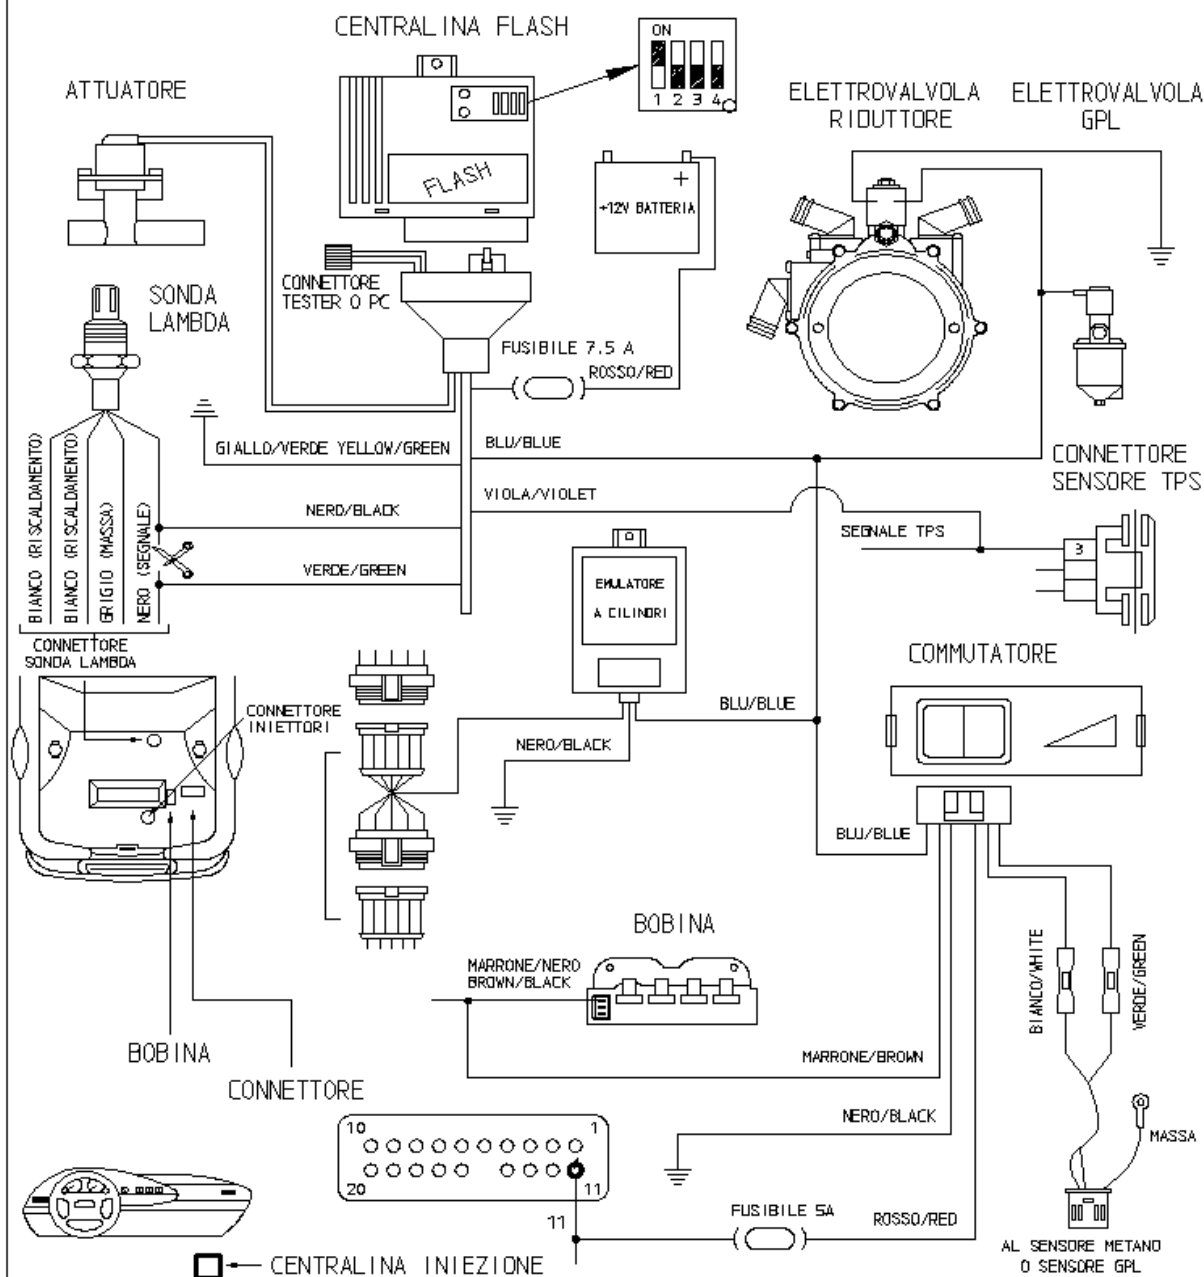 CENTRALINA FLASH
ON
1 2 3 4
ATTUATORE
ELETTROVALVOLA
RIDUTTORE
ELETTROVALVOLA
GPL
FLASH
+
+12V BATTERIA
CONNETTORE
TESTER O PC
SONDA
LAMBDA
FUSIBILE 7.5 A
ROSSO/RED
GIALLO/VERDE YELLOW/GREEN
BLU/BLUE
CONNETTORE
SENSORE TPS
VIOLA/VIOLET
NERO/BLACK
SEGNALE TPS
3
VERDE/GREEN
BIANCO (RISCALDAMENTO)
BIANCO (RISCALDAMENTO)
GRIGIO (MASSA)
NERO (SEGNALE)
EMULATORE
A CILINDRI
CONNETTORE
SONDA LAMBDA
COMMUTATORE
CONNETTORE
INIETTORI
BLU/BLUE
NERO/BLACK
BLU/BLUE
BOBINA
MARRONE/NERO
BROWN/BLACK
BIANCO/WHITE
VERDE/GREEN
BOBINA
MARRONE/BROWN
CONNETTORE
NERO/BLACK
10 1
20 11
MASSA
11
FUSIBILE 5A
ROSSO/RED
AL SENSORE METANO
O SENSORE GPL
CENTRALINA INIEZIONE